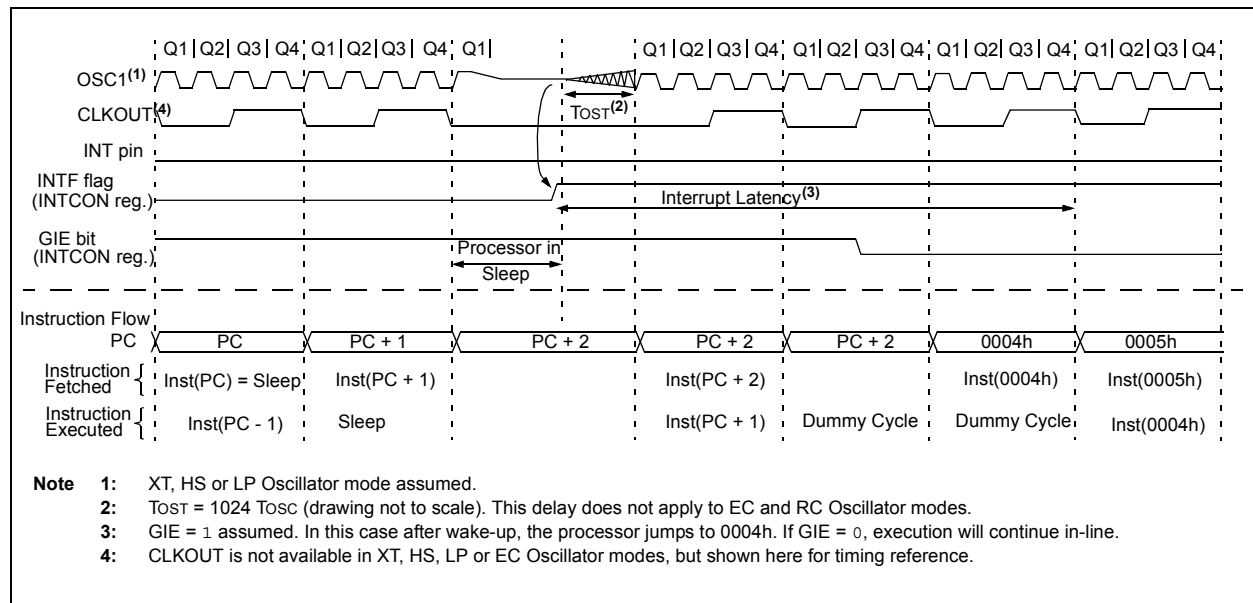 Q1 Q2 Q3 Q4 Q1 Q2 Q3 Q4 Q1 Q1 Q2 Q3 Q4 Q1 Q2 Q3 Q4 Q1 Q2 Q3 Q4 Q1 Q2 Q3 Q4
OSC1(1)
TOST(2)
CLKOUT(4)
INT pin
INTF flag
(INTCON reg.)
Interrupt Latency(3)
GIE bit
(INTCON reg.)
Processor in
Sleep
Instruction Flow
PC PC PC + 1 PC + 2 PC + 2 PC + 2 0004h 0005h
Instruction
Fetched
Inst(PC) = Sleep Inst(PC + 1) Inst(PC + 2) Inst(0004h) Inst(0005h)
Instruction
Executed
Inst(PC - 1) Sleep Inst(PC + 1) Dummy Cycle Dummy Cycle Inst(0004h)
Note 1: XT, HS or LP Oscillator mode assumed.
2: TOST = 1024 TOSC (drawing not to scale). This delay does not apply to EC and RC Oscillator modes.
3: GIE = 1 assumed. In this case after wake-up, the processor jumps to 0004h. If GIE = 0, execution will continue in-line.
4: CLKOUT is not available in XT, HS, LP or EC Oscillator modes, but shown here for timing reference.